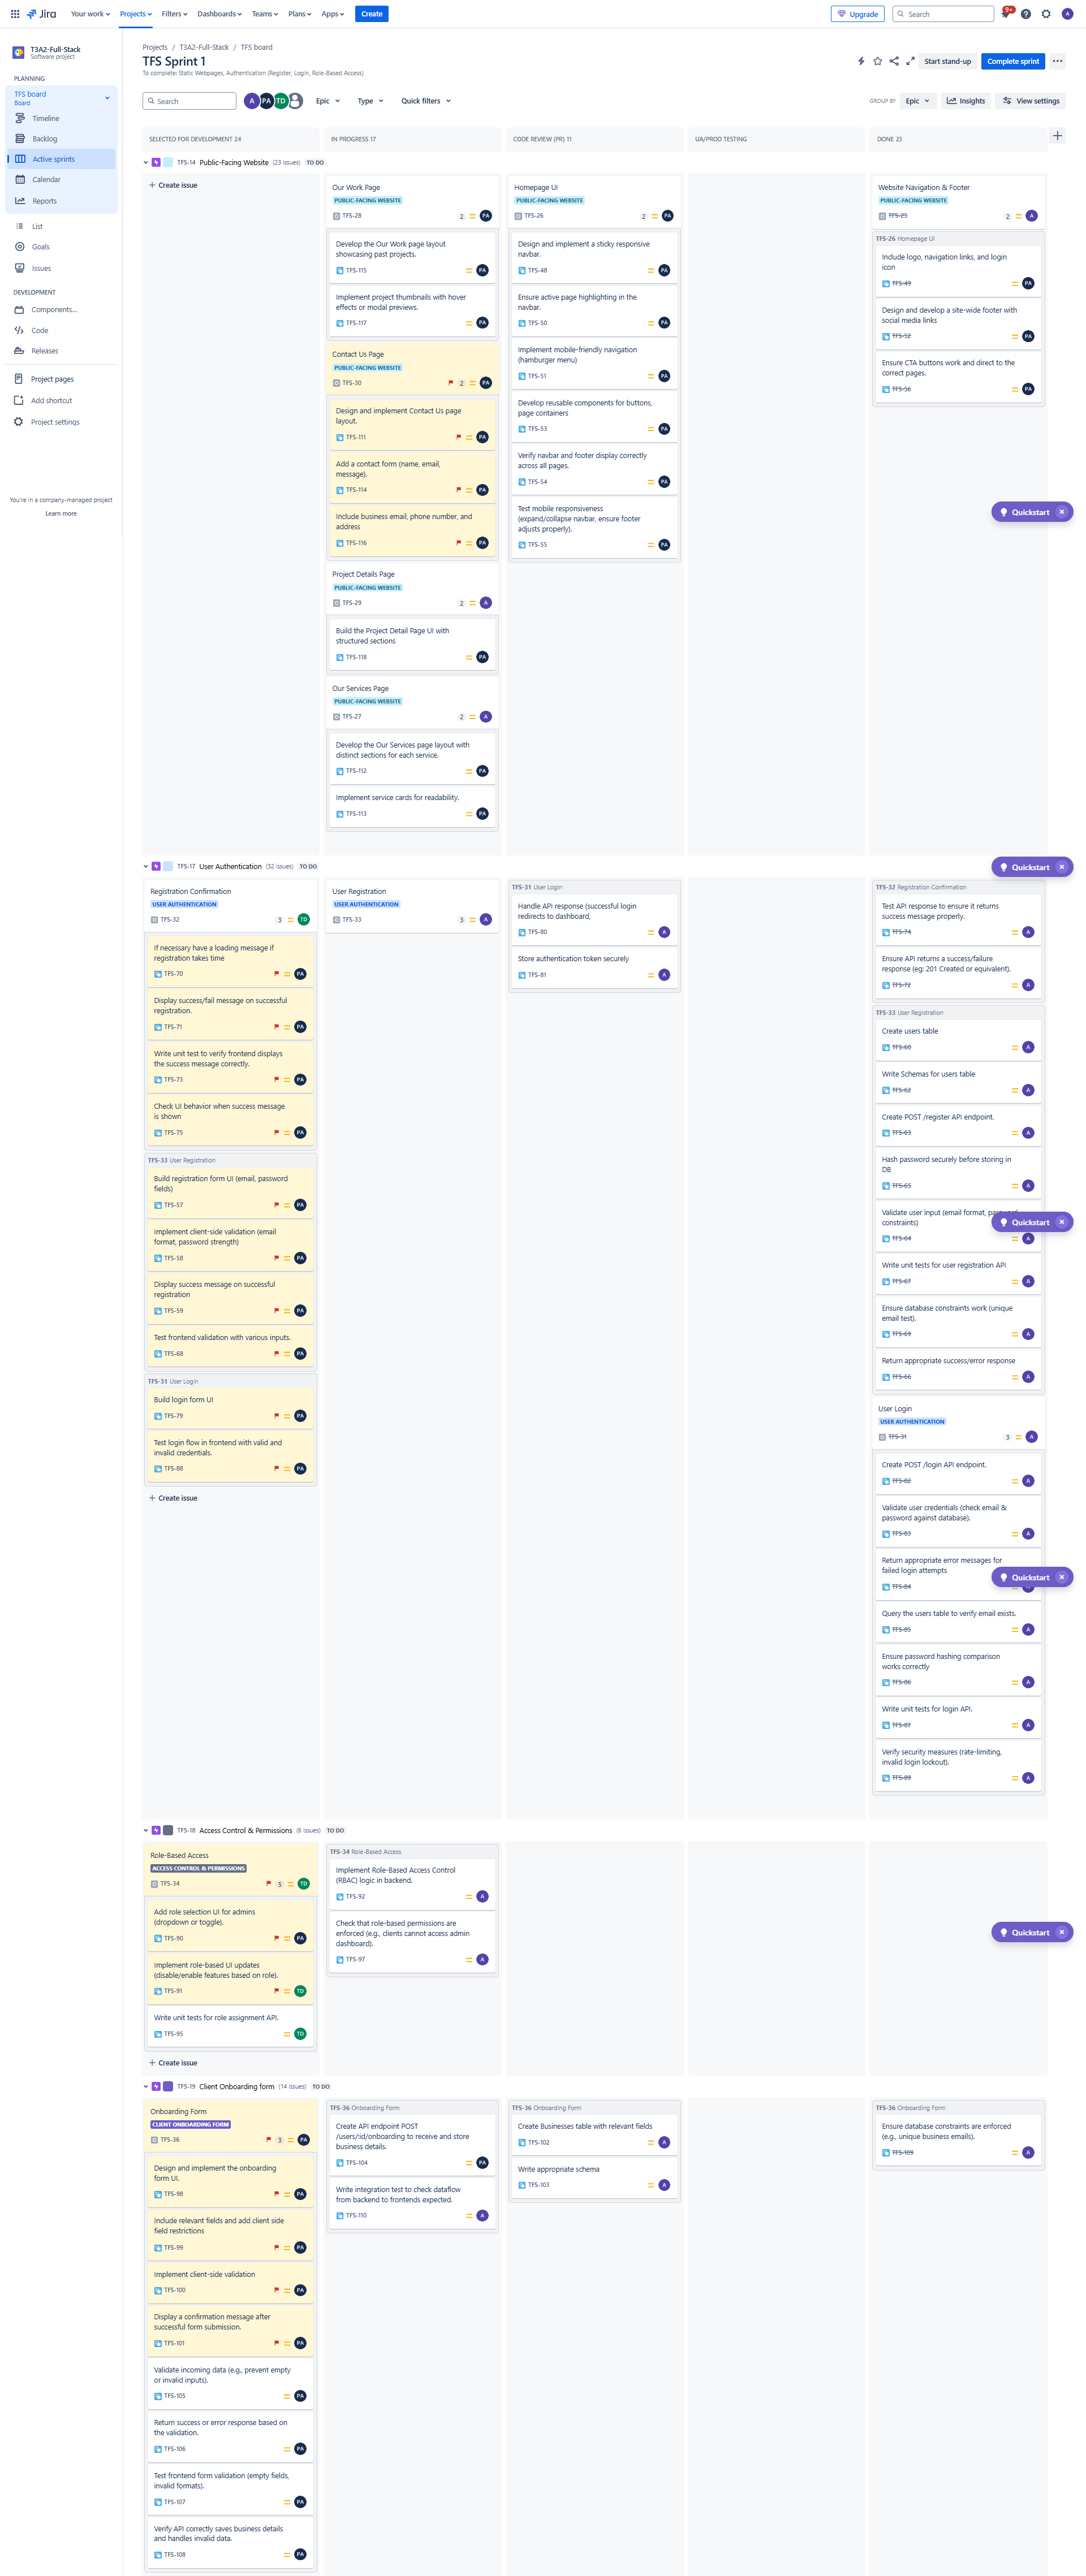 Jira
Your work
Projects
Filters
Dashboards
Teams
Plans
Apps
Create
Upgrade
Search
9+
A
T3A2-Full-Stack
Software project
PLANNING
TFS board
Board
Timeline
Backlog
Active sprints
Calendar
Reports
List
Goals
Issues
DEVELOPMENT
Components...
Code
Releases
Project pages
Add shortcut
Project settings
You're in a company-managed project
Learn more
Projects / T3A2-Full-Stack / TFS board
TFS Sprint 1
To complete: Static Webpages, Authentication (Register, Login, Role-Based Access)
Start stand-up
Complete sprint
Search
A PA TD
Epic
Type
Quick filters
GROUP BY
Epic
Insights
View settings
SELECTED FOR DEVELOPMENT 24
IN PROGRESS 17
CODE REVIEW (PR) 11
UA/PROD TESTING
DONE 23
TFS-14 Public-Facing Website (23 issues) TO DO
Create issue
Our Work Page
PUBLIC-FACING WEBSITE
TFS-28 2 PA
Develop the Our Work page layout
showcasing past projects.
TFS-115 PA
Implement project thumbnails with hover
effects or modal previews.
TFS-117 PA
Contact Us Page
PUBLIC-FACING WEBSITE
TFS-30 2 PA
Design and implement Contact Us page
layout.
TFS-111 PA
Add a contact form (name, email,
message).
TFS-114 PA
Include business email, phone number, and
address
TFS-116 PA
Project Details Page
PUBLIC-FACING WEBSITE
TFS-29 2 A
Build the Project Detail Page UI with
structured sections
TFS-118 PA
Our Services Page
PUBLIC-FACING WEBSITE
TFS-27 2 A
Develop the Our Services page layout with
distinct sections for each service.
TFS-112 PA
Implement service cards for readability.
TFS-113 PA
Homepage UI
PUBLIC-FACING WEBSITE
TFS-26 2 PA
Design and implement a sticky responsive
navbar.
TFS-48 PA
Ensure active page highlighting in the
navbar.
TFS-50 PA
Implement mobile-friendly navigation
(hamburger menu)
TFS-51 PA
Develop reusable components for buttons,
page containers
TFS-53 PA
Verify navbar and footer display correctly
across all pages.
TFS-54 PA
Test mobile responsiveness
(expand/collapse navbar, ensure footer
adjusts properly).
TFS-55 PA
Website Navigation & Footer
PUBLIC-FACING WEBSITE
TFS-25 2 A
TFS-26 Homepage UI
Include logo, navigation links, and login
icon
TFS-49 PA
Design and develop a site-wide footer with
social media links
TFS-52 PA
Ensure CTA buttons work and direct to the
correct pages.
TFS-56 PA
Quickstart
TFS-17 User Authentication (32 issues) TO DO
Quickstart
Registration Confirmation
USER AUTHENTICATION
TFS-32 3 TD
If necessary have a loading message if
registration takes time
TFS-70 PA
Display success/fail message on successful
registration.
TFS-71 PA
Write unit test to verify frontend displays
the success message correctly.
TFS-73 PA
Check UI behavior when success message
is shown
TFS-75 PA
TFS-33 User Registration
Build registration form UI (email, password
fields)
TFS-57 PA
Implement client-side validation (email
format, password strength)
TFS-58 PA
Display success message on successful
registration
TFS-59 PA
Test frontend validation with various inputs.
TFS-68 PA
TFS-31 User Login
Build login form UI
TFS-79 PA
Test login flow in frontend with valid and
invalid credentials.
TFS-88 PA
Create issue
User Registration
USER AUTHENTICATION
TFS-33 3 A
TFS-31 User Login
Handle API response (successful login
redirects to dashboard,
TFS-80 A
Store authentication token securely
TFS-81 A
TFS-32 Registration Confirmation
Test API response to ensure it returns
success message properly.
TFS-74 A
Ensure API returns a success/failure
response (eg: 201 Created or equivalent).
TFS-72 A
TFS-33 User Registration
Create users table
TFS-60 A
Write Schemas for users table
TFS-62 A
Create POST /register API endpoint.
TFS-63 A
Hash password securely before storing in
DB
TFS-65 A
Validate user input (email format,
constraints)
TFS-64 A
Quickstart
Write unit tests for user registration API
TFS-67 A
Ensure database constraints work (unique
email test).
TFS-69 A
Return appropriate success/error response
TFS-66 A
User Login
USER AUTHENTICATION
TFS-31 3 A
Create POST /login API endpoint.
TFS-82 A
Validate user credentials (check email &
password against database).
TFS-83 A
Return appropriate error messages for
failed login attempts
TFS-84
Quickstart
Query the users table to verify email exists.
TFS-85 A
Ensure password hashing comparison
works correctly
TFS-86 A
Write unit tests for login API.
TFS-87 A
Verify security measures (rate-limiting,
invalid login lockout).
TFS-89 A
TFS-18 Access Control & Permissions (6 issues) TO DO
Role-Based Access
ACCESS CONTROL & PERMISSIONS
TFS-34 5 TD
Add role selection UI for admins
(dropdown or toggle).
TFS-90 PA
Implement role-based UI updates
(disable/enable features based on role).
TFS-91 TD
Write unit tests for role assignment API.
TFS-95 TD
Create issue
TFS-34 Role-Based Access
Implement Role-Based Access Control
(RBAC) logic in backend.
TFS-92 A
Check that role-based permissions are
enforced (e.g., clients cannot access admin
dashboard).
TFS-97 A
Quickstart
TFS-19 Client Onboarding form (14 issues) TO DO
Onboarding Form
CLIENT ONBOARDING FORM
TFS-36 3 PA
Design and implement the onboarding
form UI.
TFS-98 PA
Include relevant fields and add client side
field restrictions
TFS-99 PA
Implement client-side validation
TFS-100 PA
Display a confirmation message after
successful form submission.
TFS-101 PA
Validate incoming data (e.g., prevent empty
or invalid inputs).
TFS-105 PA
Return success or error response based on
the validation.
TFS-106 PA
Test frontend form validation (empty fields,
invalid formats).
TFS-107 PA
Verify API correctly saves business details
and handles invalid data.
TFS-108 PA
TFS-36 Onboarding Form
Create API endpoint POST
/users/:id/onboarding to receive and store
business details.
TFS-104 PA
Write integration test to check dataflow
from backend to frontends expected.
TFS-110 A
TFS-36 Onboarding Form
Create Businesses table with relevant fields
TFS-102 A
Write appropriate schema
TFS-103 A
TFS-36 Onboarding Form
Ensure database constraints are enforced
(e.g., unique business emails).
TFS-109 A